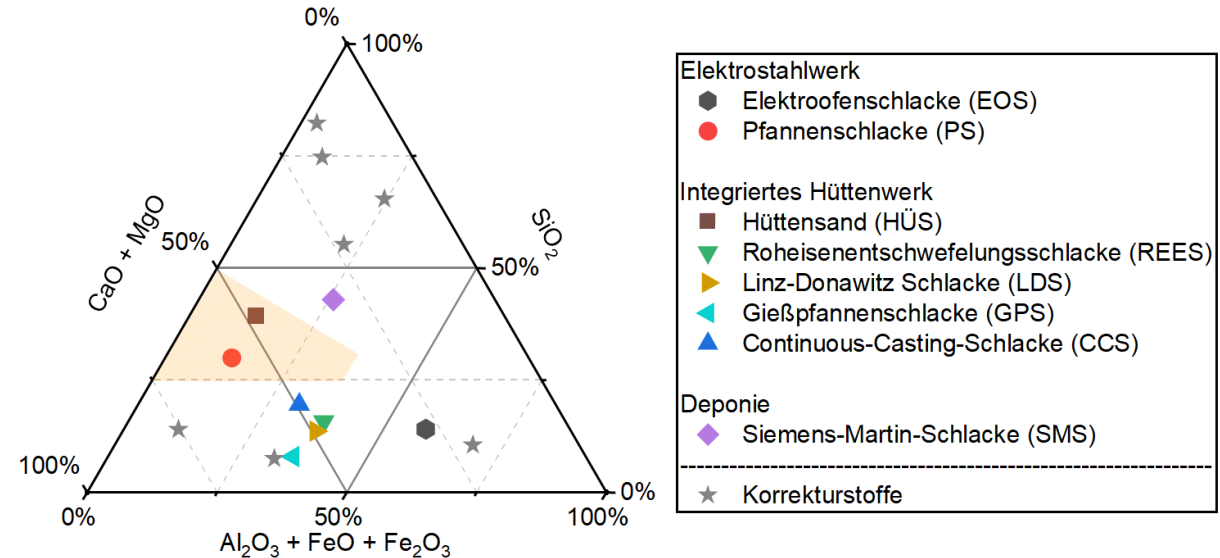 0%
100%
CaO + MgO
50%
SiO₂
50%
100%
0%
0%
50%
100%
Al₂O₃ + FeO + Fe₂O₃
Elektrostahlwerk
Elektroofenschlacke (EOS)
Pfannenschlacke (PS)
Integriertes Hüttenwerk
Hüttensand (HÜS)
Roheisenentschwefelungsschlacke (REES)
Linz-Donawitz Schlacke (LDS)
Gießpfannenschlacke (GPS)
Continuous-Casting-Schlacke (CCS)
Deponie
Siemens-Martin-Schlacke (SMS)
Korrekturstoffe